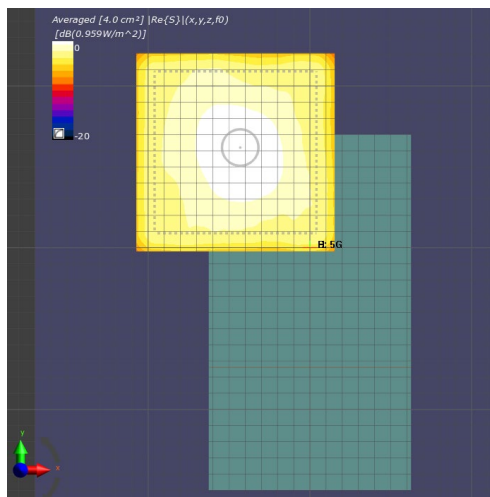 Averaged [4.0 cm²] |Re{S}|(x,y,z,f0)
[dB(0.959W/m^2)]
0
-20
5G
y
x